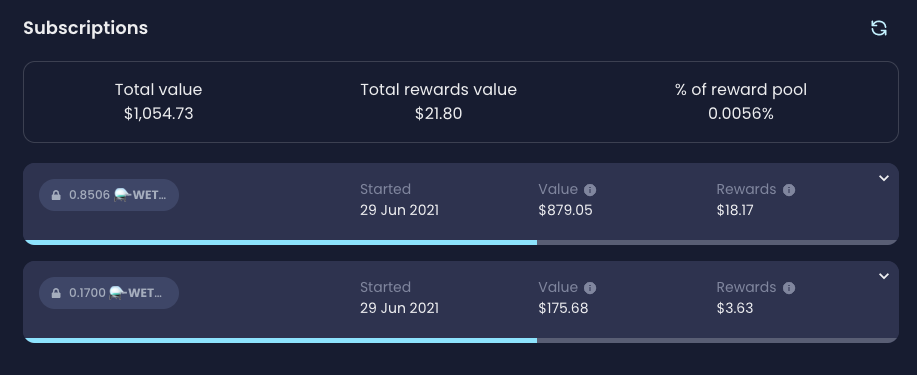 Subscriptions
Total value
$1,054.73
Total rewards value
$21.80
% of reward pool
0.0056%
0.8506 -WET...
Started
29 Jun 2021
Value
$879.05
Rewards
$18.17
0.1700 -WET...
Started
29 Jun 2021
Value
$175.68
Rewards
$3.63